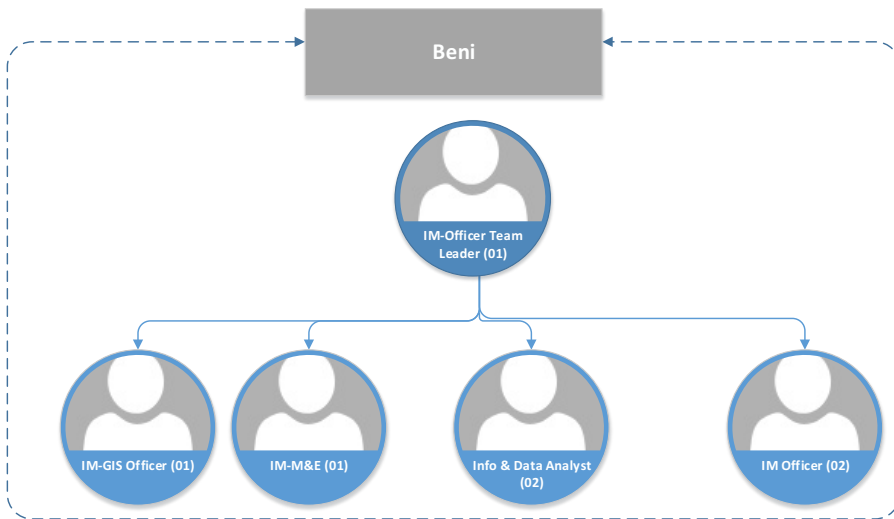 Beni
IM-Officer Team
Leader (01)
IM-GIS Officer (01)
IM-M&E (01)
Info & Data Analyst
(02)
IM Officer (02)